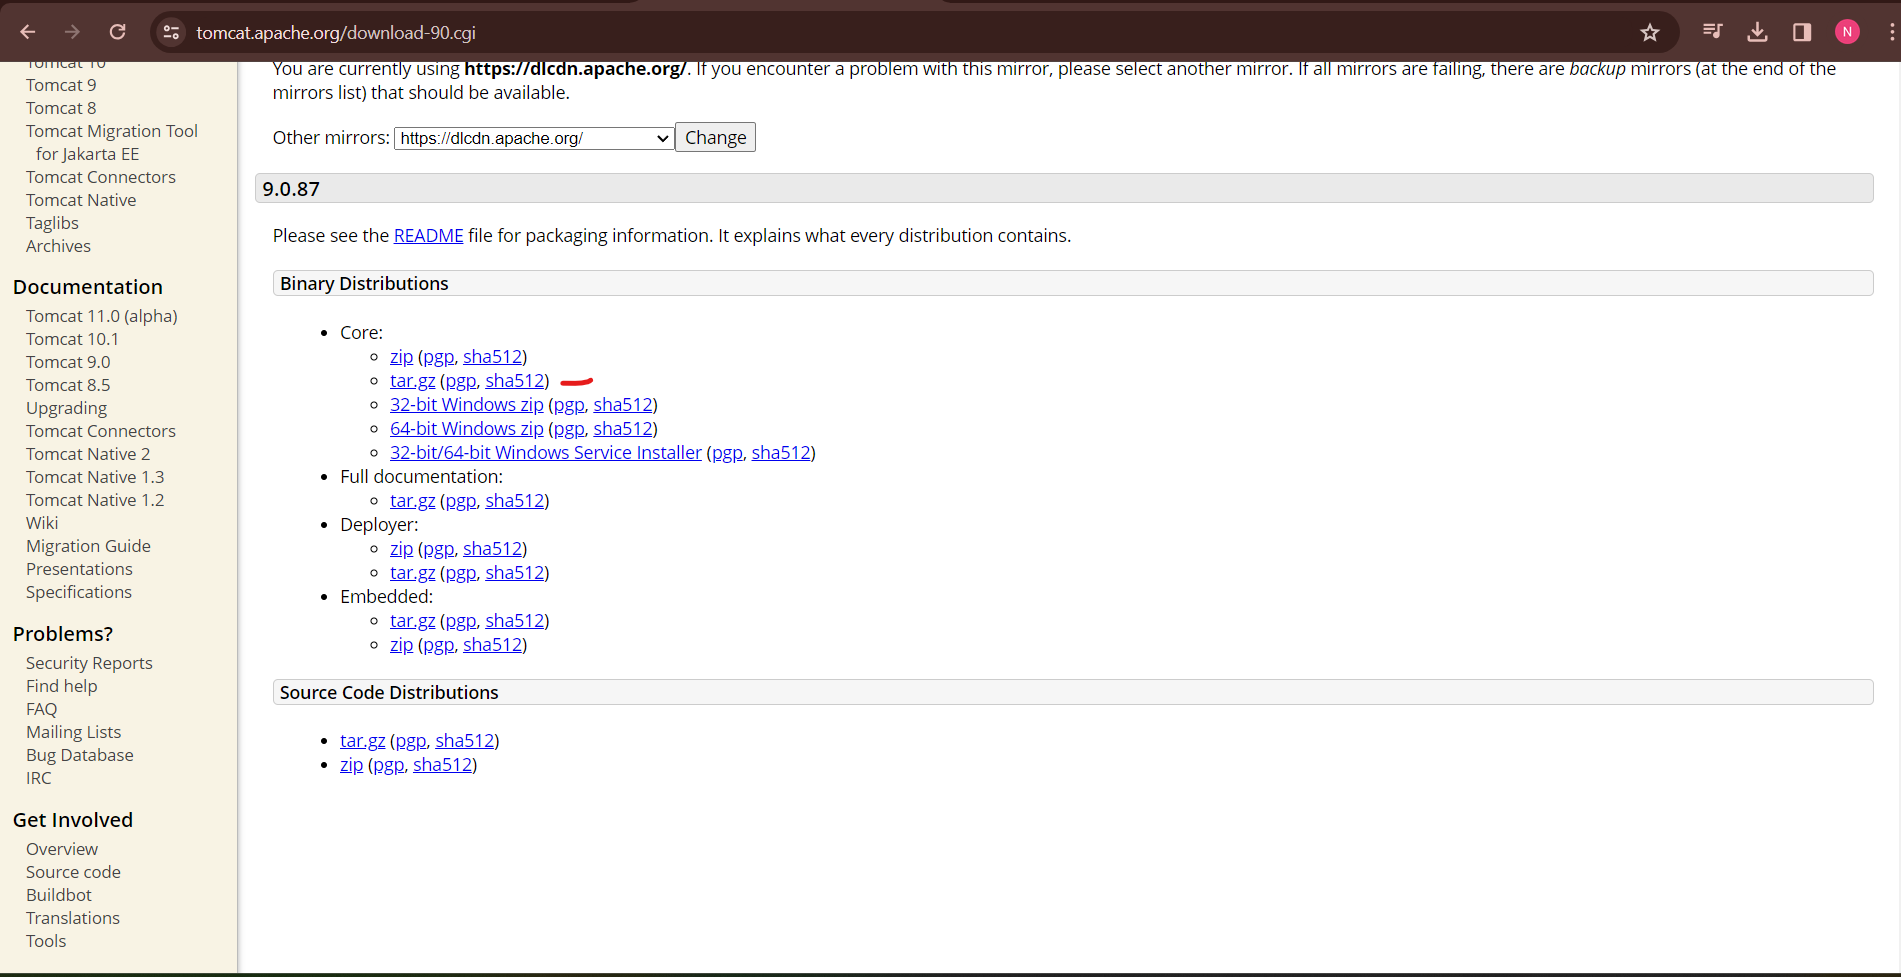 tomcat.apache.org/download-90.cgi
N
Tomcat 10
Tomcat 9
Tomcat 8
Tomcat Migration Tool
for Jakarta EE
Tomcat Connectors
Tomcat Native
Taglibs
Archives
Documentation
Tomcat 11.0 (alpha)
Tomcat 10.1
Tomcat 9.0
Tomcat 8.5
Upgrading
Tomcat Connectors
Tomcat Native 2
Tomcat Native 1.3
Tomcat Native 1.2
Wiki
Migration Guide
Presentations
Specifications
Problems?
Security Reports
Find help
FAQ
Mailing Lists
Bug Database
IRC
Get Involved
Overview
Source code
Buildbot
Translations
Tools
You are currently using https://dlcdn.apache.org/. If you encounter a problem with this mirror, please select another mirror. If all mirrors are failing, there are backup mirrors (at the end of the
mirrors list) that should be available.
Other mirrors: https://dlcdn.apache.org/ Change
9.0.87
Please see the README file for packaging information. It explains what every distribution contains.
Binary Distributions
Core:
zip (pgp, sha512)
tar.gz (pgp, sha512)
32-bit Windows zip (pgp, sha512)
64-bit Windows zip (pgp, sha512)
32-bit/64-bit Windows Service Installer (pgp, sha512)
Full documentation:
tar.gz (pgp, sha512)
Deployer:
zip (pgp, sha512)
tar.gz (pgp, sha512)
Embedded:
tar.gz (pgp, sha512)
zip (pgp, sha512)
Source Code Distributions
tar.gz (pgp, sha512)
zip (pgp, sha512)